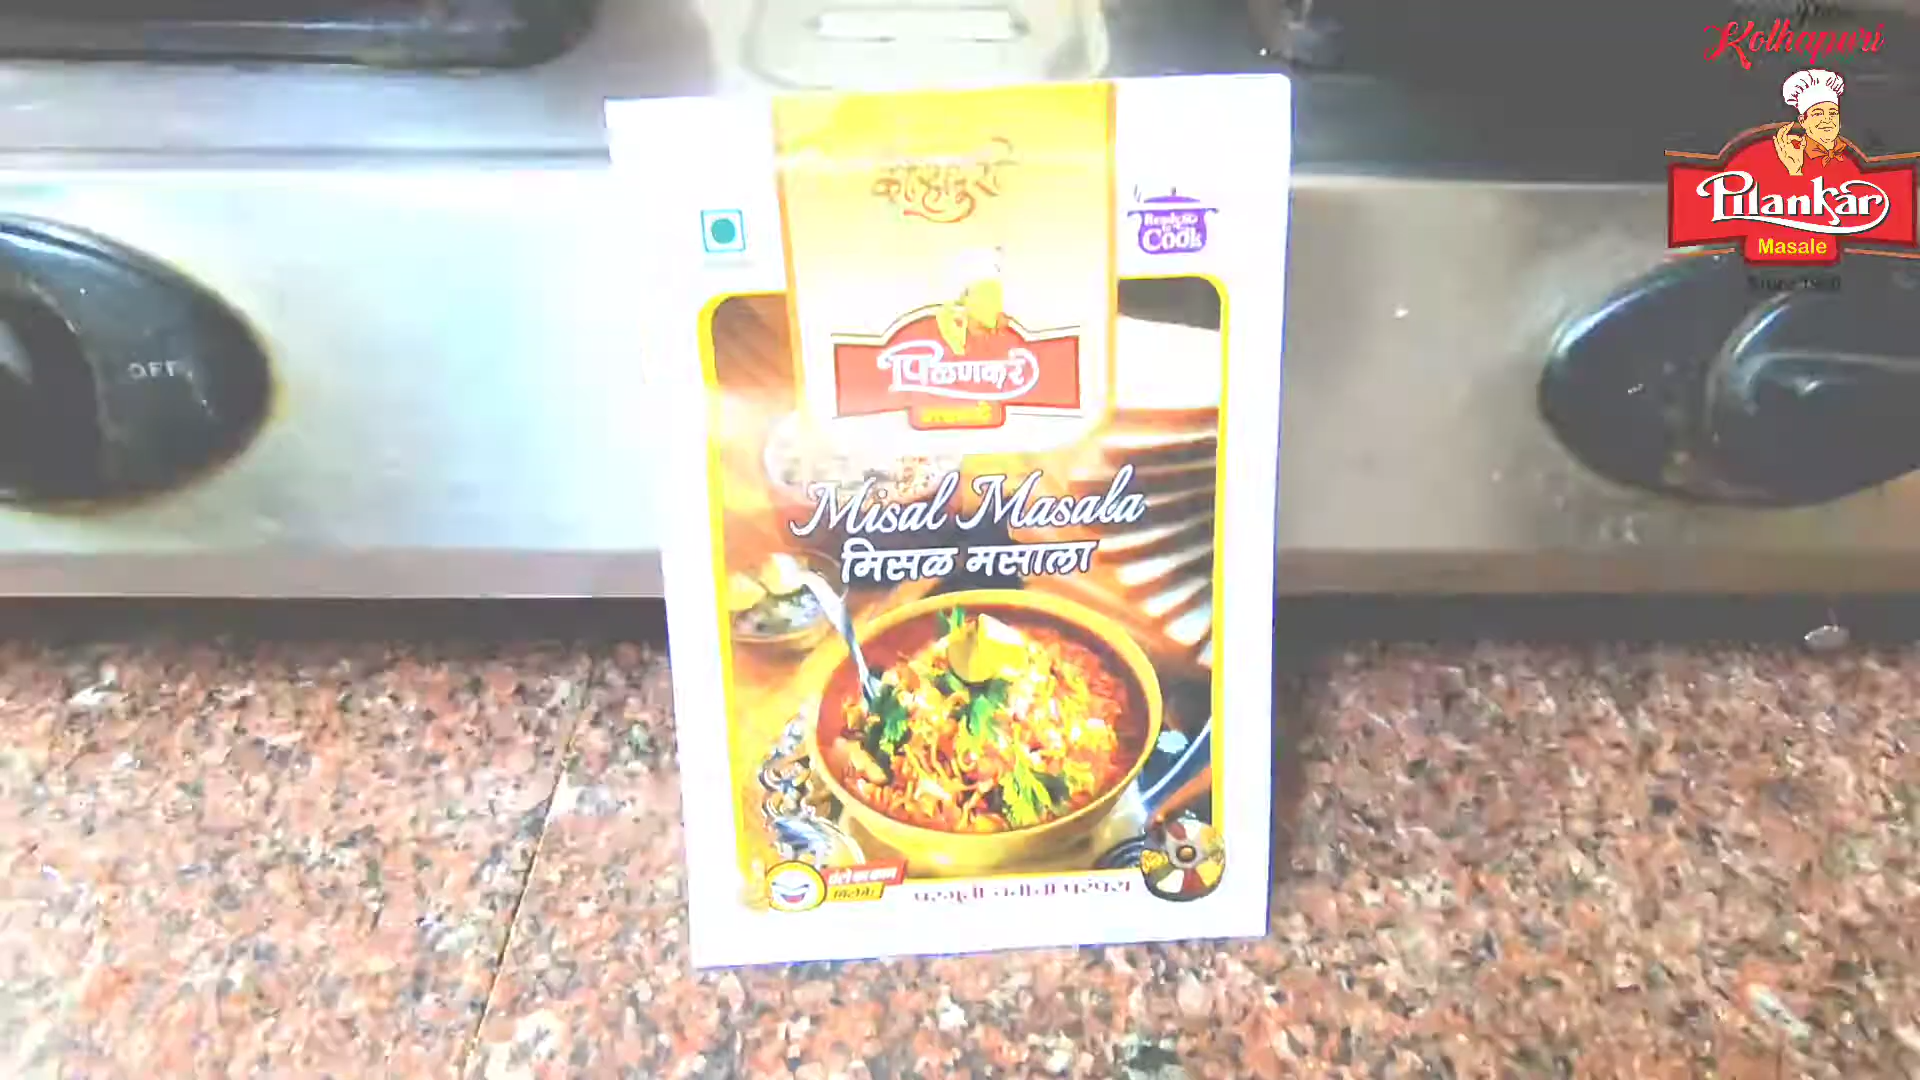 Kolhapuri
Pilankar
Masale
कोल्हापुरी
Ready to
Cook
OFF
पिळणकर
Misal Masala
मिसळ मसाला